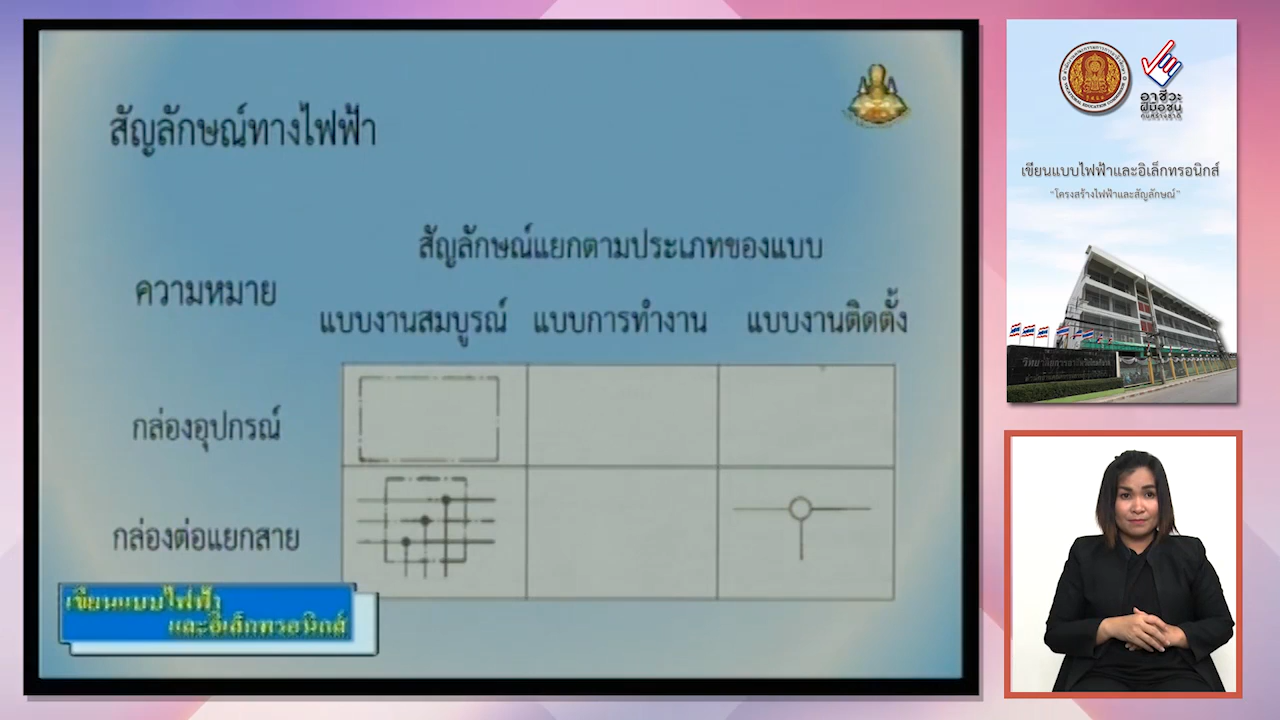 สัญลักษณ์ทางไฟฟ้า
สัญลักษณ์แยกตามประเภทของแบบ
ความหมาย
แบบงานสมบูรณ์ แบบการทำงาน แบบงานติดตั้ง
กล่องอุปกรณ์
กล่องต่อแยกสาย
เขียนแบบไฟฟ้า
และอิเล็กทรอนิกส์
อาชีวะ
ฝีมือชน
คนสร้างชาติ
เขียนแบบไฟฟ้าและอิเล็กทรอนิกส์
"โครงสร้างไฟฟ้าและสัญลักษณ์"